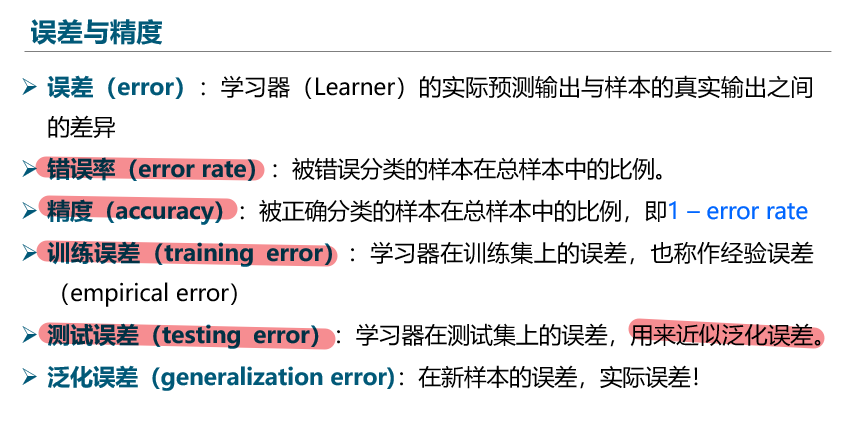 误差与精度
➢ 误差（error）：学习器（Learner）的实际预测输出与样本的真实输出之间
的差异
➢ 错误率（error rate）：被错误分类的样本在总样本中的比例。
➢ 精度（accuracy）：被正确分类的样本在总样本中的比例，即1 – error rate
➢ 训练误差（training error）：学习器在训练集上的误差，也称作经验误差
（empirical error）
➢ 测试误差（testing error）：学习器在测试集上的误差，用来近似泛化误差。
➢ 泛化误差（generalization error)：在新样本的误差，实际误差！